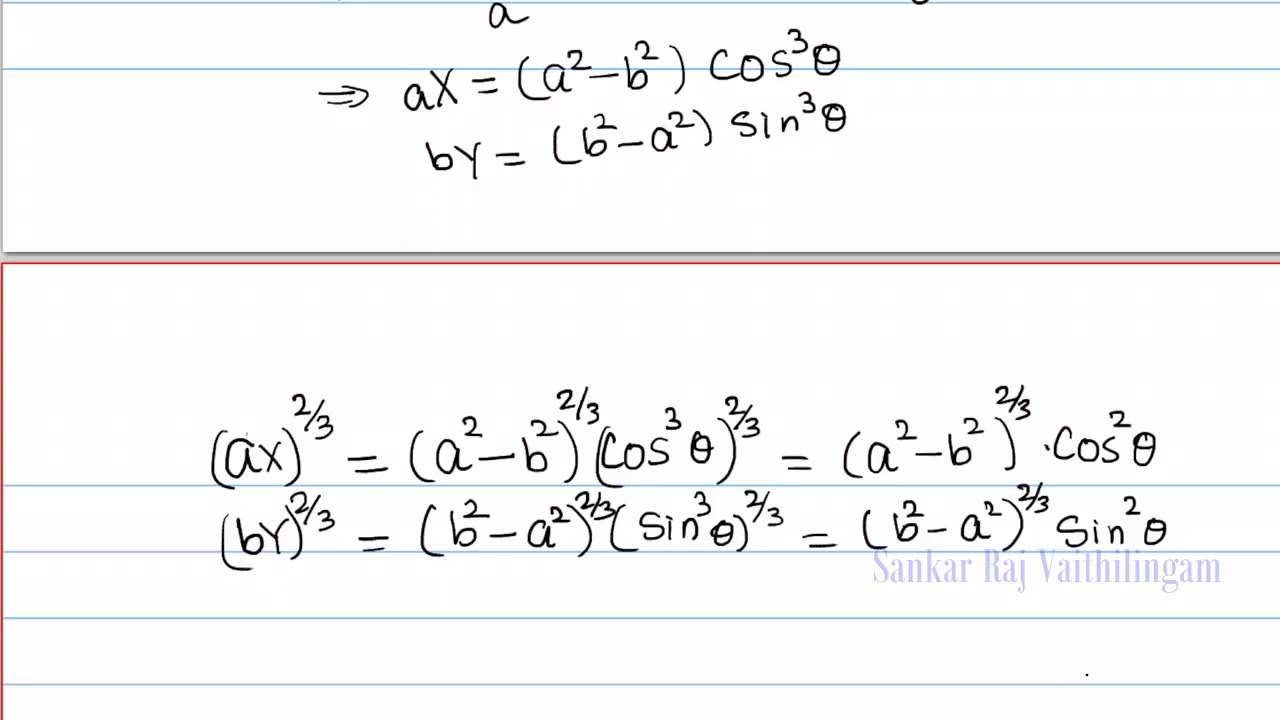 a
⇒ aX = (a² − b²) cos³θ
bY = (b² − a²) sin³θ
(ax)^2/3 = (a² − b²)^2/3 (cos³θ)^2/3 = (a² − b²)^2/3 · cos²θ
(bY)^2/3 = (b² − a²)^2/3 (sin³θ)^2/3 = (b² − a²)^2/3 sin²θ
Sankar Raj Vaithilingam